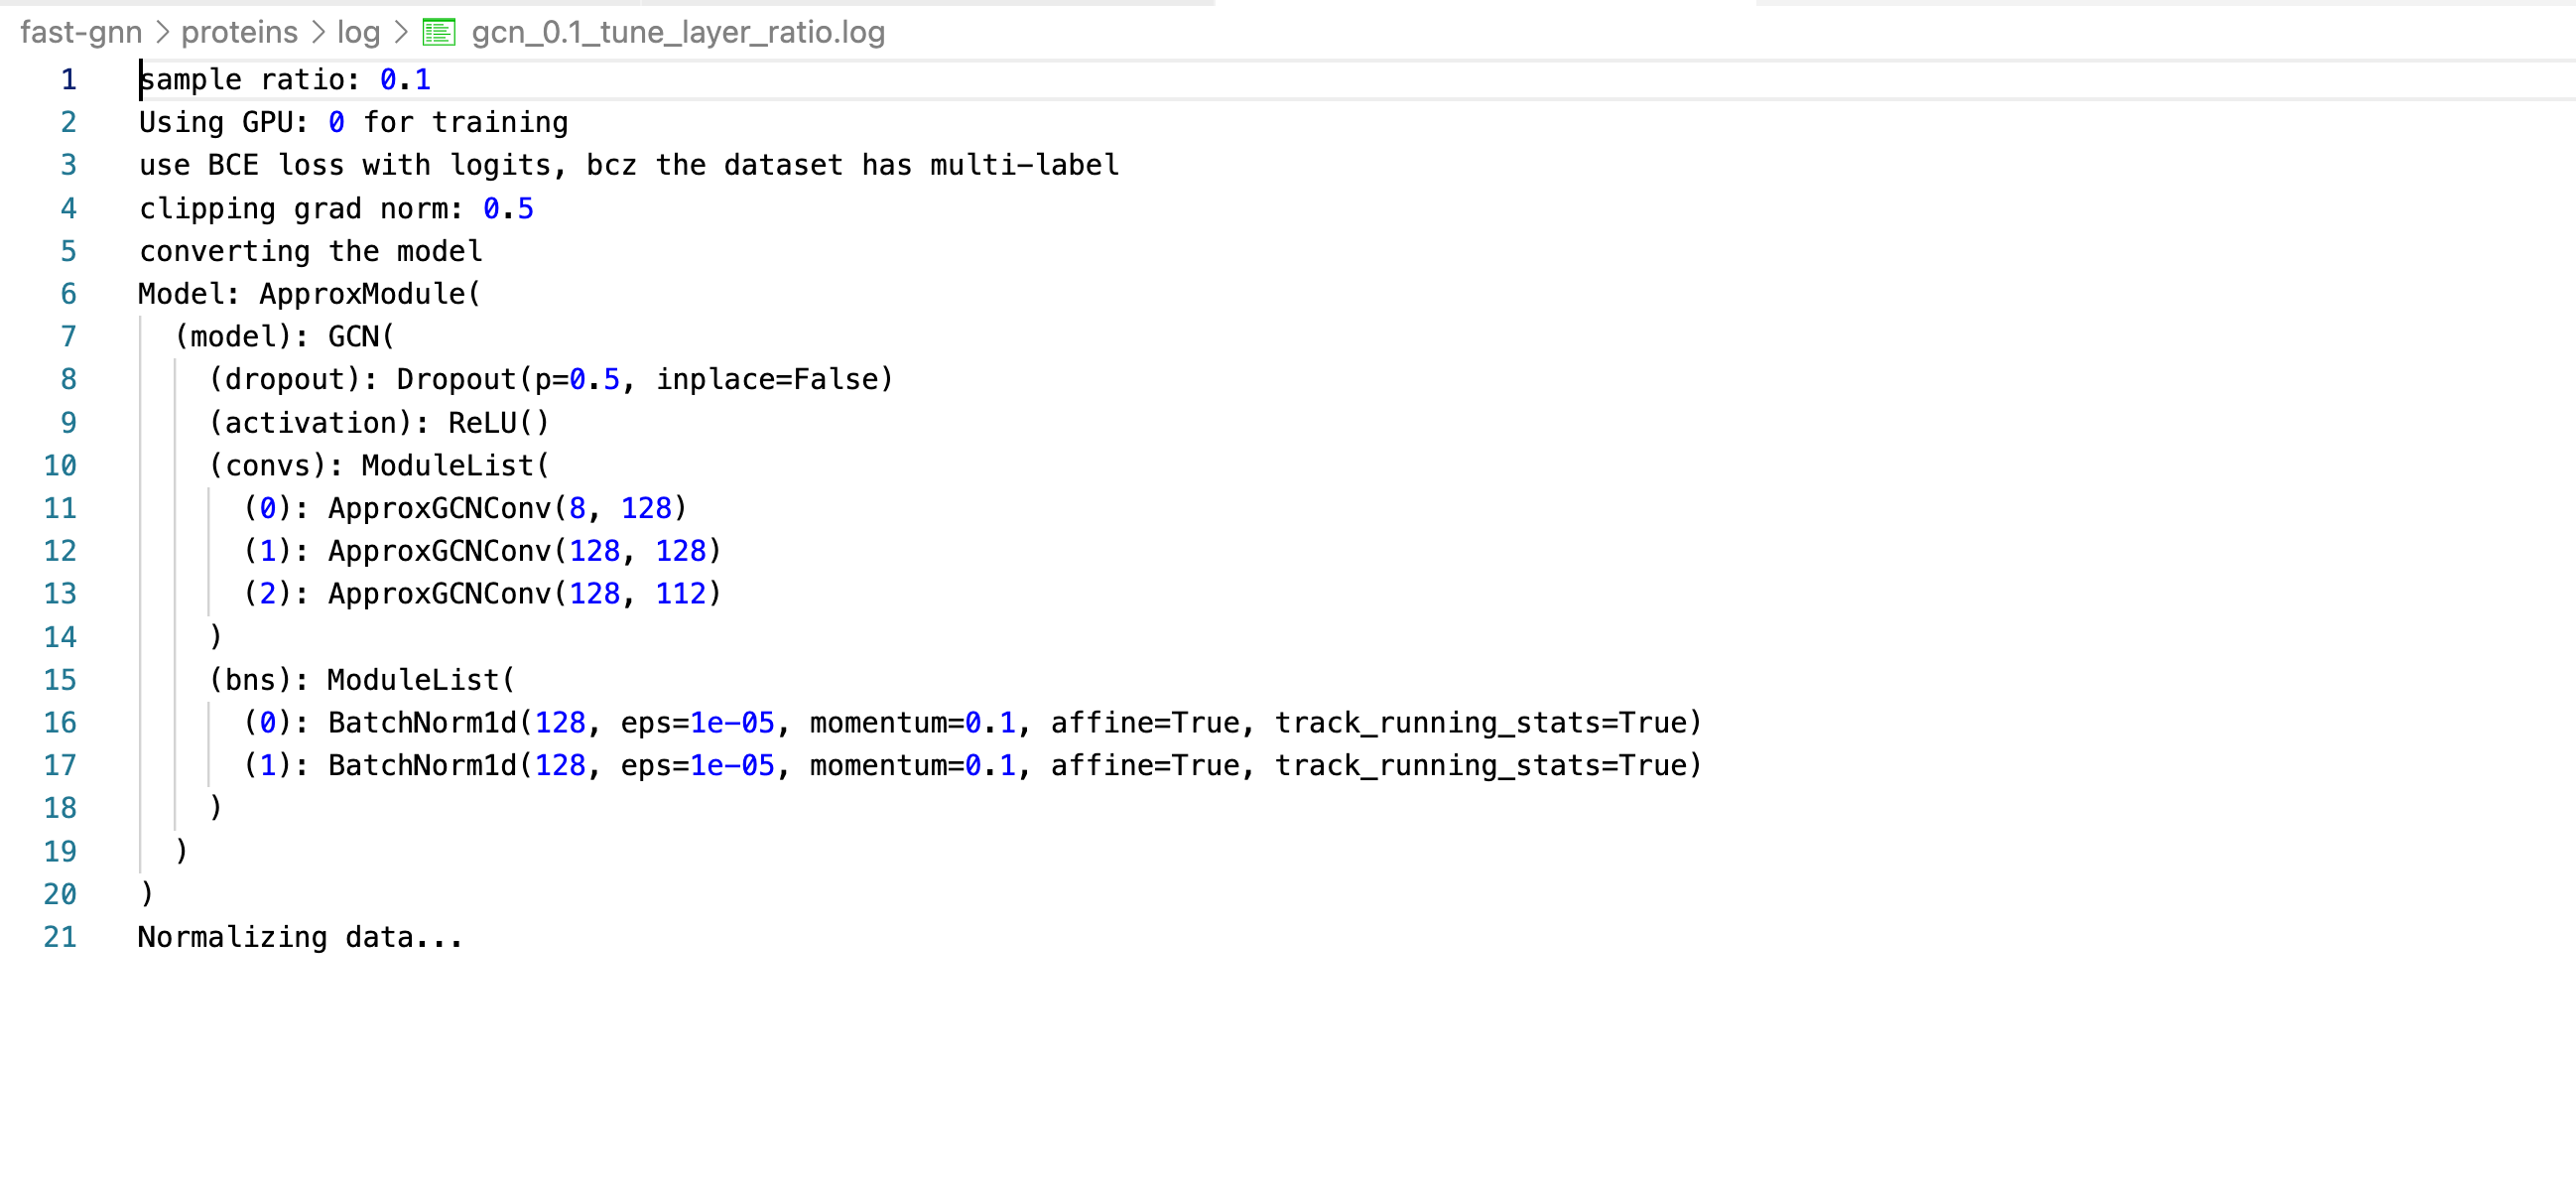 fast-gnn > proteins > log > gcn_0.1_tune_layer_ratio.log
1 sample ratio: 0.1
2 Using GPU: 0 for training
3 use BCE loss with logits, bcz the dataset has multi-label
4 clipping grad norm: 0.5
5 converting the model
6 Model: ApproxModule(
7   (model): GCN(
8     (dropout): Dropout(p=0.5, inplace=False)
9     (activation): ReLU()
10     (convs): ModuleList(
11       (0): ApproxGCNConv(8, 128)
12       (1): ApproxGCNConv(128, 128)
13       (2): ApproxGCNConv(128, 112)
14     )
15     (bns): ModuleList(
16       (0): BatchNorm1d(128, eps=1e-05, momentum=0.1, affine=True, track_running_stats=True)
17       (1): BatchNorm1d(128, eps=1e-05, momentum=0.1, affine=True, track_running_stats=True)
18     )
19   )
20 )
21 Normalizing data...